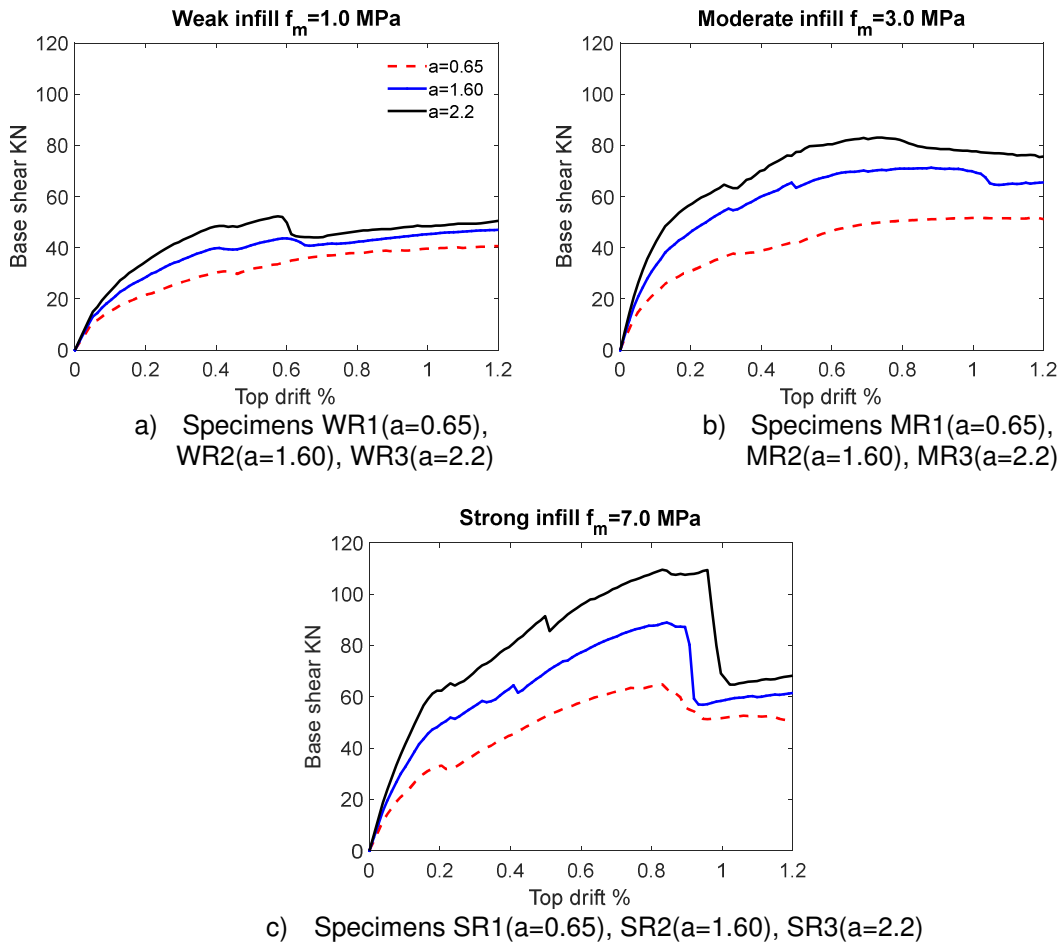 Weak infill f_m=1.0 MPa
120
100
80
60
40
20
0
Base shear KN
a=0.65
a=1.60
a=2.2
0 0.2 0.4 0.6 0.8 1 1.2
Top drift %
a) Specimens WR1(a=0.65),
WR2(a=1.60), WR3(a=2.2)
Moderate infill f_m=3.0 MPa
120
100
80
60
40
20
0
Base shear KN
0 0.2 0.4 0.6 0.8 1 1.2
Top drift %
b) Specimens MR1(a=0.65),
MR2(a=1.60), MR3(a=2.2)
Strong infill f_m=7.0 MPa
120
100
80
60
40
20
0
Base shear KN
0 0.2 0.4 0.6 0.8 1 1.2
Top drift %
c) Specimens SR1(a=0.65), SR2(a=1.60), SR3(a=2.2)